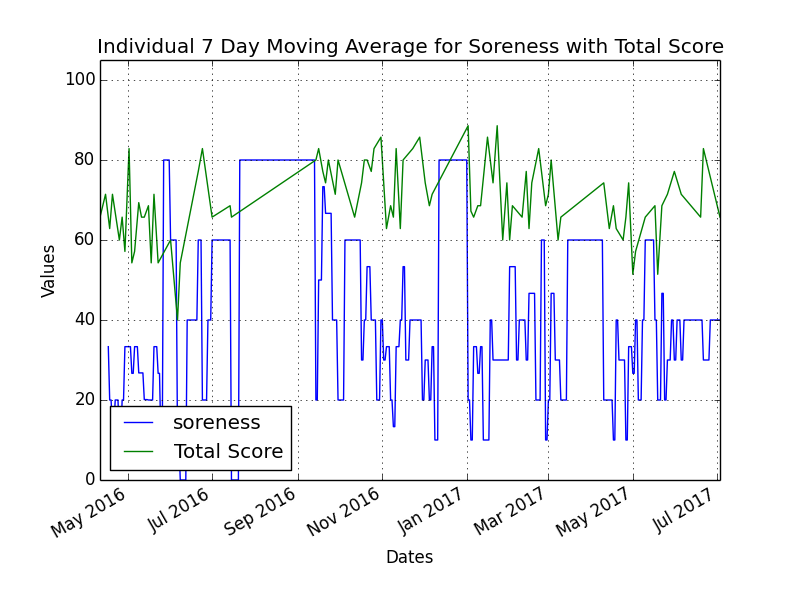 Individual 7 Day Moving Average for Soreness with Total Score
100
80
60
40
20
0
Values
soreness
Total Score
May 2016
Jul 2016
Sep 2016
Nov 2016
Jan 2017
Mar 2017
May 2017
Jul 2017
Dates